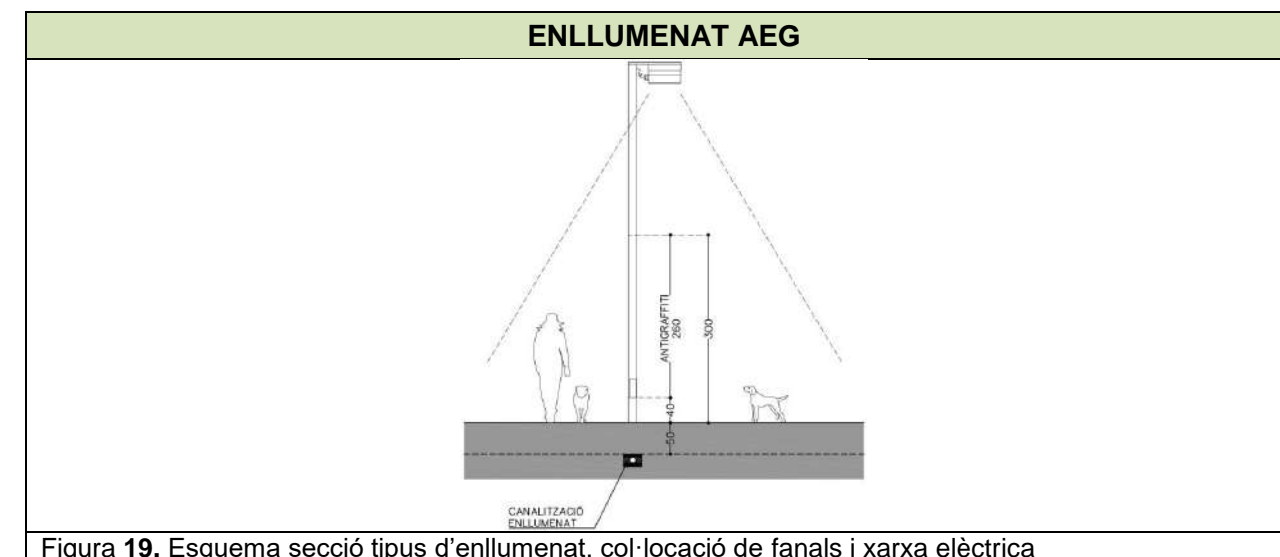 ENLLUMENAT AEG
ANTIGRAFFITI
260
300
40
50
CANALITZACIÓ
ENLLUMENAT
Figura 19. Esquema secció tipus d'enllumenat, col·locació de fanals i xarxa elèctrica